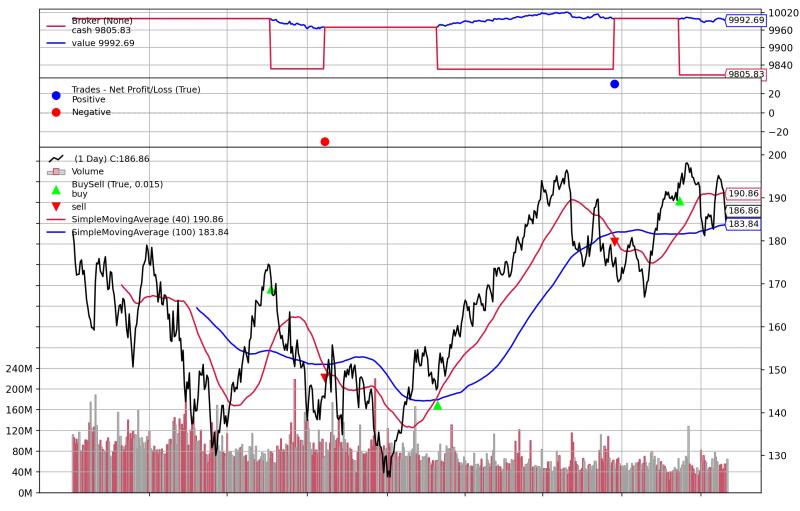 Broker (None)
cash 9805.83
value 9992.69
10020
9992.69
9960
9900
9840
9805.83
Trades - Net Profit/Loss (True)
Positive
Negative
20
0
−20
(1 Day) C:186.86
Volume
BuySell (True, 0.015)
buy
sell
SimpleMovingAverage (40) 190.86
SimpleMovingAverage (100) 183.84
200
190
190.86
186.86
183.84
180
170
160
150
140
130
240M
200M
160M
120M
80M
40M
0M